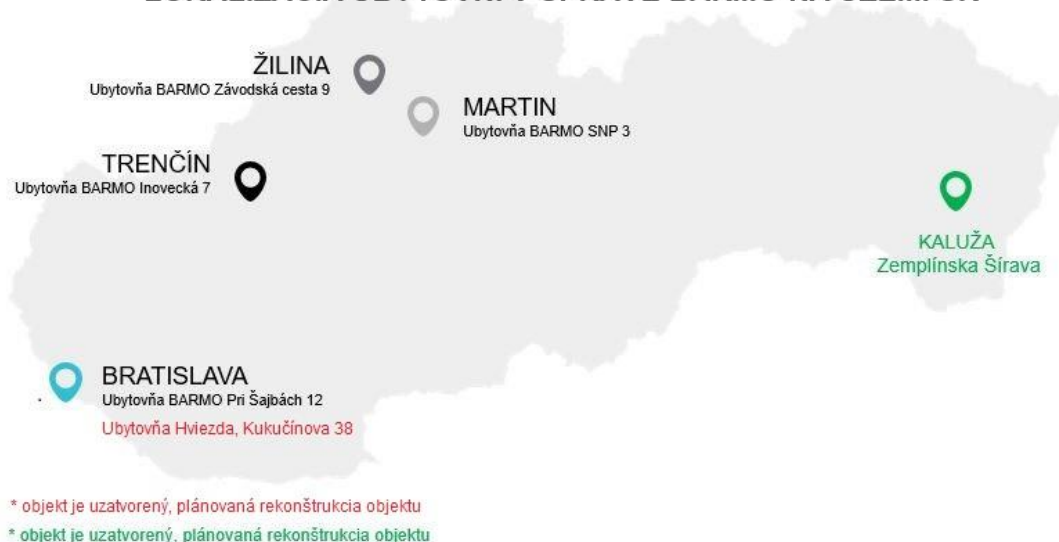 ŽILINA
Ubytovňa BARMO Závodská cesta 9
MARTIN
Ubytovňa BARMO SNP 3
TRENČÍN
Ubytovňa BARMO Inovecká 7
KALUŽA
Zemplínska Šírava
BRATISLAVA
Ubytovňa BARMO Pri Šajbách 12
Ubytovňa Hviezda, Kukučínova 38
* objekt je uzatvorený, plánovaná rekonštrukcia objektu
* objekt je uzatvorený, plánovaná rekonštrukcia objektu